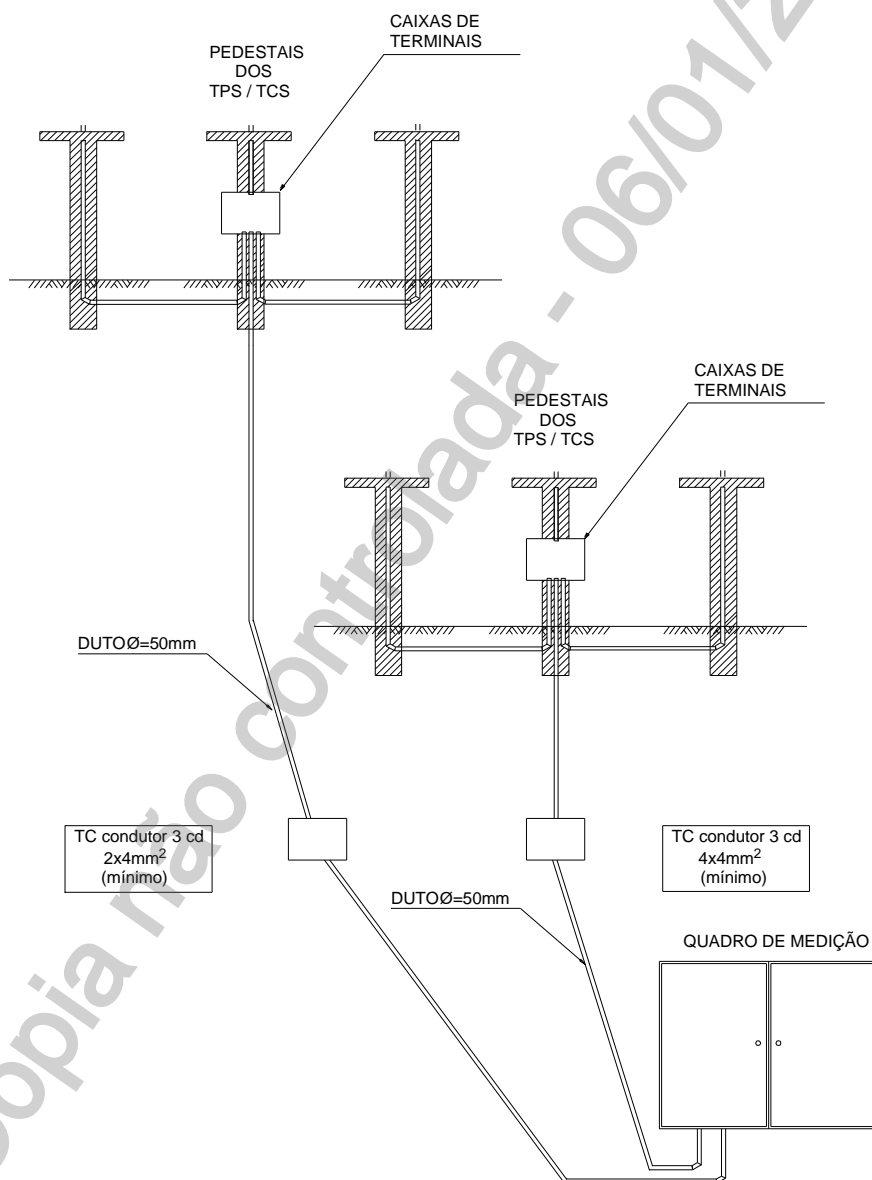 CAIXAS DE
TERMINAIS
PEDESTAIS
DOS
TPS / TCS
CAIXAS DE
TERMINAIS
PEDESTAIS
DOS
TPS / TCS
DUTOØ=50mm
TC condutor 3 cd
2x4mm²
(mínimo)
TC condutor 3 cd
4x4mm²
(mínimo)
DUTOØ=50mm
QUADRO DE MEDIÇÃO
opia não controlada - 06/01/2